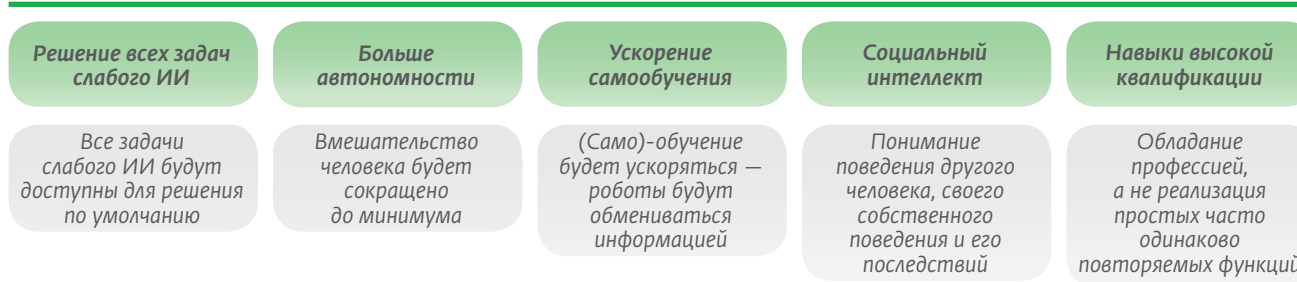 Решение всех задач
слабого ИИ
Больше
автономности
Ускорение
самообучения
Социальный
интеллект
Навыки высокой
квалификации
Все задачи
слабого ИИ будут
доступны для решения
по умолчанию
Вмешательство
человека будет
сокращено
до минимума
(Само)-обучение
будет ускоряться —
роботы будут
обмениваться
информацией
Понимание
поведения другого
человека, своего
собственного
поведения и его
последствий
Обладание
профессией,
а не реализация
простых часто
одинаково
повторяемых функций